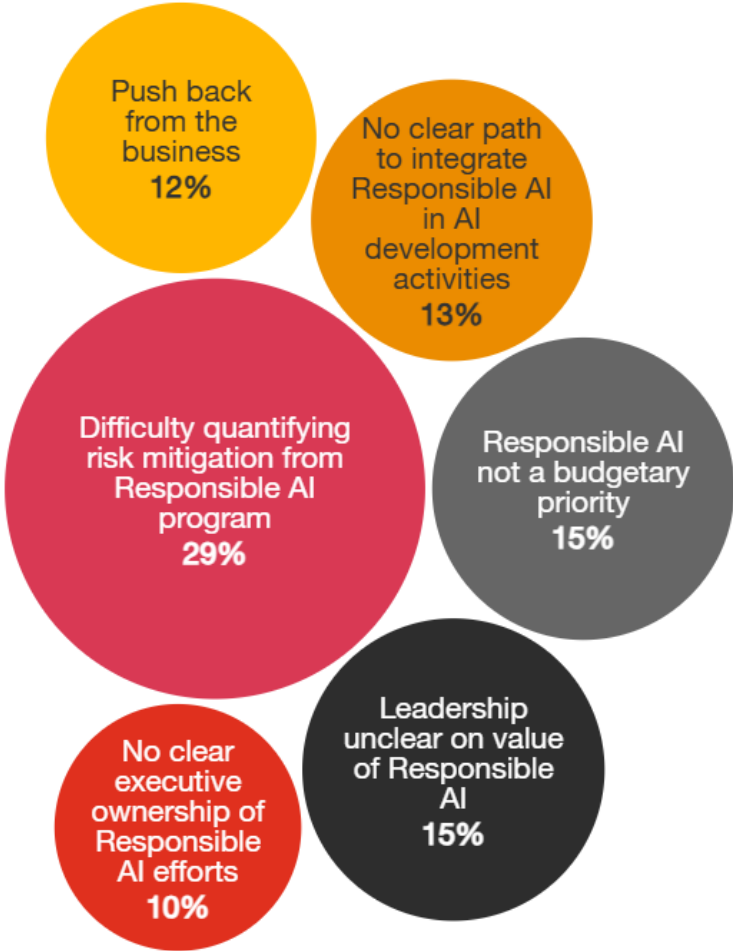 Push back
from the
business
12%
No clear path
to integrate
Responsible AI
in AI
development
activities
13%
Difficulty quantifying
risk mitigation from
Responsible AI
program
29%
Responsible AI
not a budgetary
priority
15%
Leadership
unclear on value
of Responsible
AI
15%
No clear
executive
ownership of
Responsible
AI efforts
10%